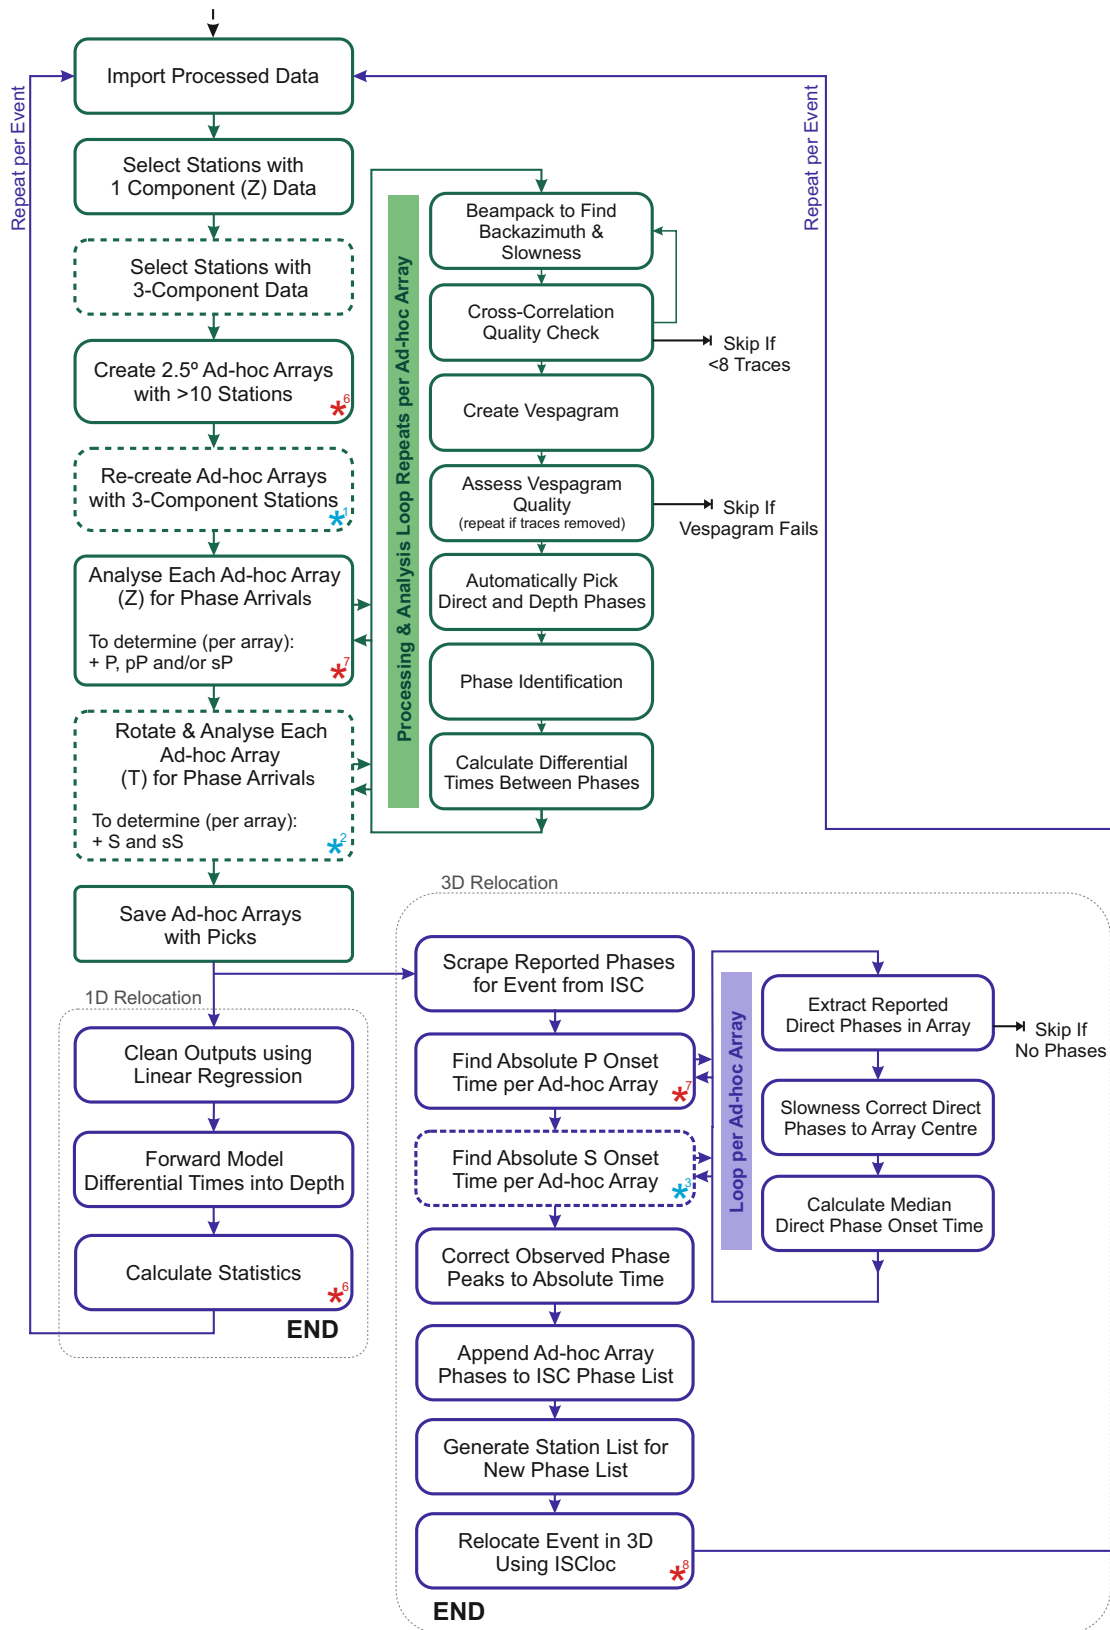 Repeat per Event
Import Processed Data
Select Stations with
1 Component (Z) Data
Select Stations with
3-Component Data
Create 2.5º Ad-hoc Arrays
with >10 Stations
*6
Re-create Ad-hoc Arrays
with 3-Component Stations
*1
Analyse Each Ad-hoc Array
(Z) for Phase Arrivals
To determine (per array):
+ P, pP and/or sP
*7
Rotate & Analyse Each
Ad-hoc Array
(T) for Phase Arrivals
To determine (per array):
+ S and sS
*2
Save Ad-hoc Arrays
with Picks
Processing & Analysis Loop Repeats per Ad-hoc Array
Beampack to Find
Backazimuth &
Slowness
Cross-Correlation
Quality Check
Skip If
<8 Traces
Create Vespagram
Assess Vespagram
Quality
(repeat if traces removed)
Skip If
Vespagram Fails
Automatically Pick
Direct and Depth Phases
Phase Identification
Calculate Differential
Times Between Phases
Repeat per Event
1D Relocation
Clean Outputs using
Linear Regression
Forward Model
Differential Times into Depth
Calculate Statistics
*6
END
3D Relocation
Scrape Reported Phases
for Event from ISC
Find Absolute P Onset
Time per Ad-hoc Array
*7
Find Absolute S Onset
Time per Ad-hoc Array
*3
Correct Observed Phase
Peaks to Absolute Time
Append Ad-hoc Array
Phases to ISC Phase List
Generate Station List for
New Phase List
Relocate Event in 3D
Using ISCloc
*8
END
Loop per Ad-hoc Array
Extract Reported
Direct Phases in Array
Skip If
No Phases
Slowness Correct Direct
Phases to Array Centre
Calculate Median
Direct Phase Onset Time